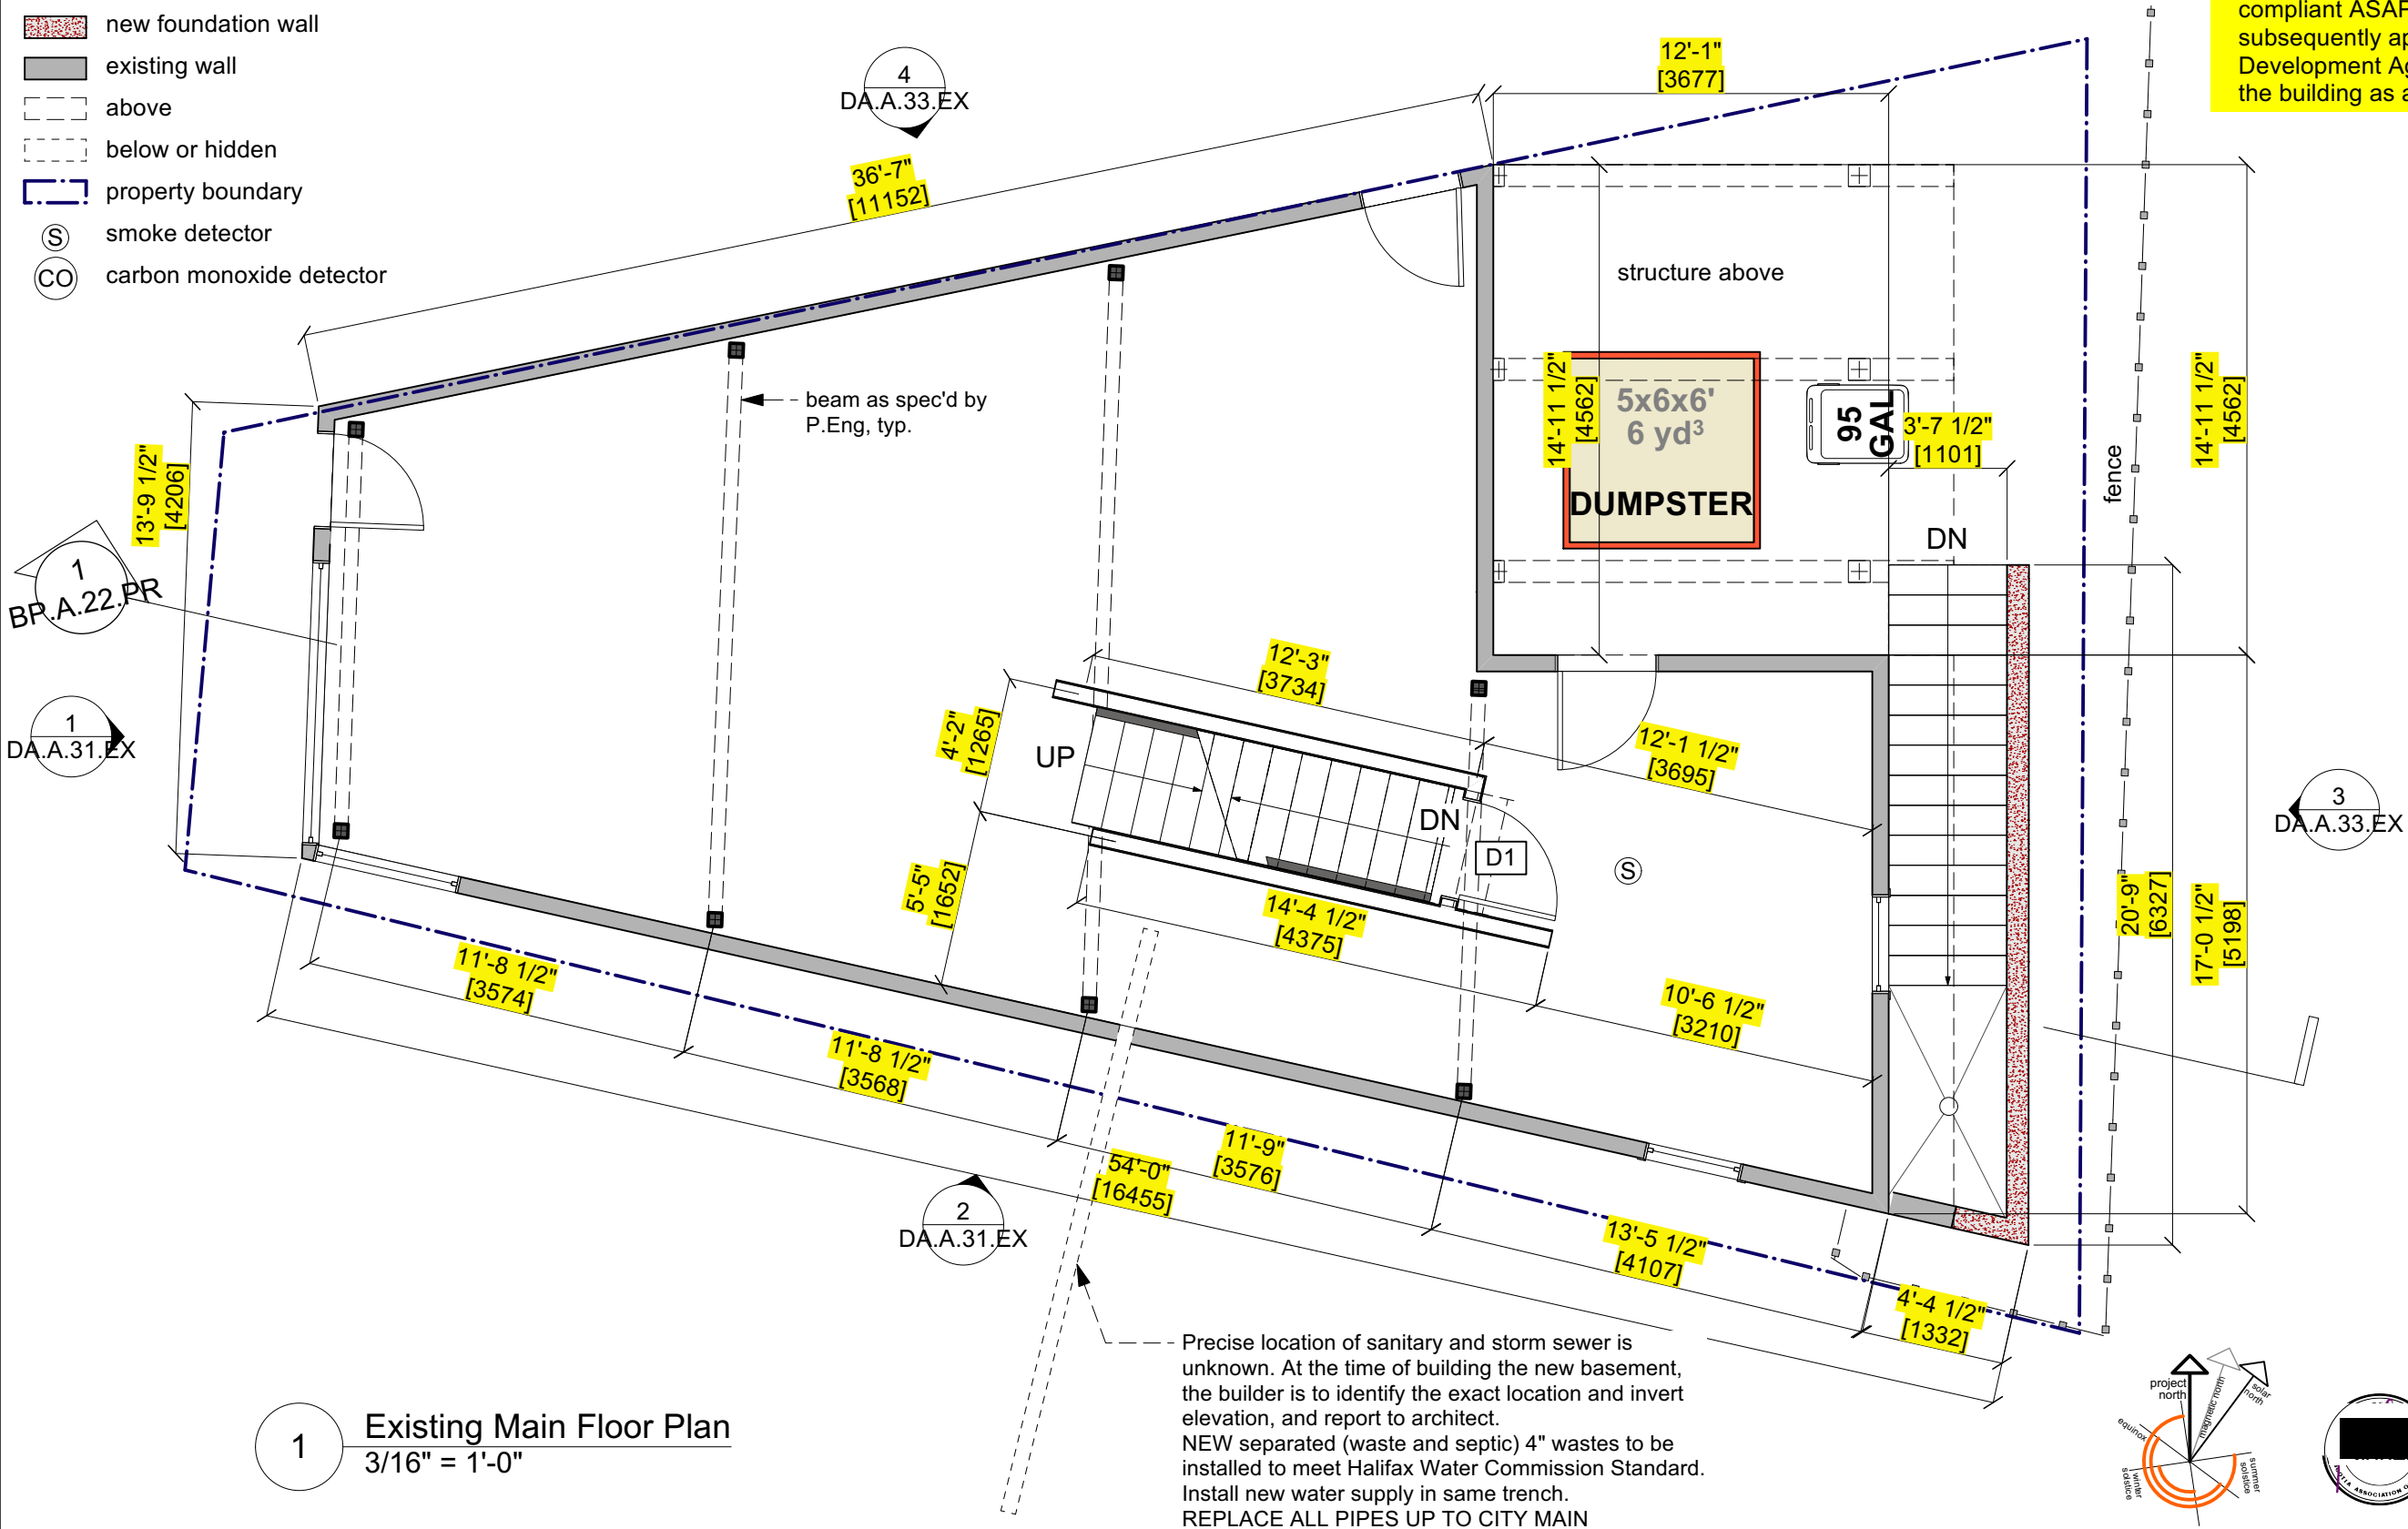 new foundation wall
existing wall
above
below or hidden
property boundary
S
smoke detector
CO
carbon monoxide detector
4
DA.A.33.EX
12'-1"
[3677]
compliant ASAP
subsequently
Development
the building as
36'-7"
[11152]
structure above
beam as spec'd by
P.Eng, typ.
5x6x6'
6 yd³
DUMPSTER
14'-11 1/2"
[4562]
95
GAL
3'-7 1/2"
[1101]
fence
14'-11 1/2"
[4562]
13'-9 1/2"
[4206]
DN
1
BP.A.22.PR
1
DA.A.31.EX
12'-3"
[3734]
4'-2"
[1265]
UP
12'-1 1/2"
[3695]
DN
D1
S
3
DA.A.33.EX
5'-5"
[1652]
14'-4 1/2"
[4375]
20'-9"
[6327]
17'-0 1/2"
[5198]
11'-8 1/2"
[3574]
10'-6 1/2"
[3210]
11'-8 1/2"
[3568]
11'-9"
[3576]
54'-0"
[16455]
2
DA.A.31.EX
13'-5 1/2"
[4107]
4'-4 1/2"
[1332]
Precise location of sanitary and storm sewer is
unknown. At the time of building the new basement,
the builder is to identify the exact location and invert
elevation, and report to architect.
NEW separated (waste and septic) 4" wastes to be
installed to meet Halifax Water Commission Standard.
Install new water supply in same trench.
REPLACE ALL PIPES UP TO CITY MAIN
1
Existing Main Floor Plan
3/16" = 1'-0"
project
north
magnetic north
solar
north
equinox
winter
solstice
summer
solstice
ASSOCIATION